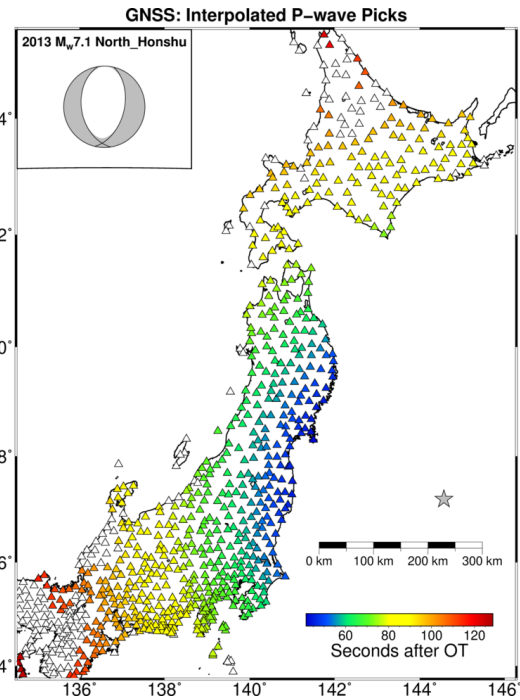 GNSS: Interpolated P−wave Picks
2013 Mw7.1 North_Honshu
4°
2°
0°
8°
6°
4°
0 km 100 km 200 km 300 km
60 80 100 120
Seconds after OT
136° 138° 140° 142° 144° 146°